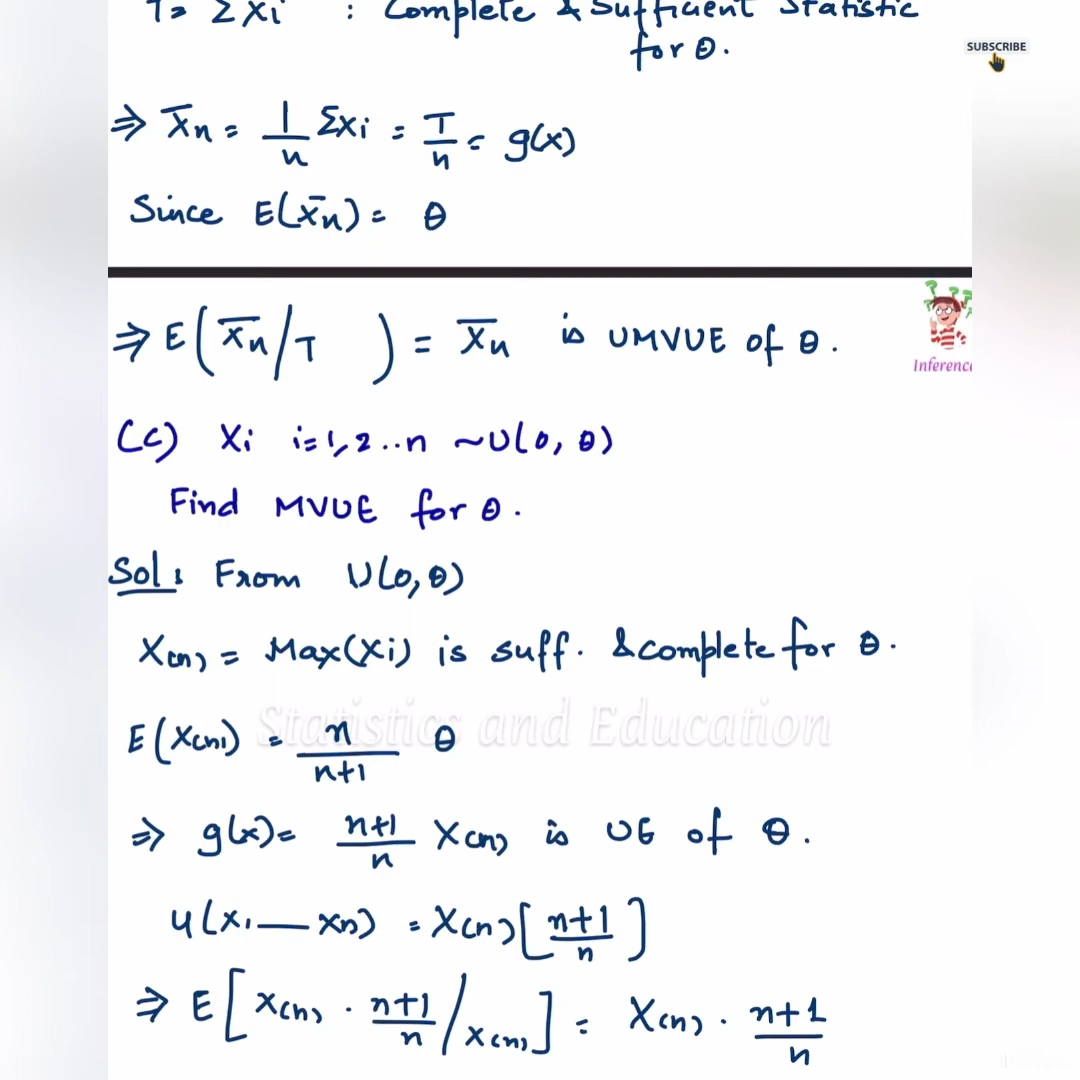 T= Σxi : Complete & Sufficient Statistic
for θ.
SUBSCRIBE
⇒ X̄n = 1/n Σxi = T/n = g(x)
Since E(X̄n) = θ
⇒ E(X̄n/T ) = X̄n is UMVUE of θ.
Inference
(c) Xi i=1,2..n ~U(0, θ)
Find MVUE for θ.
Sol: From U(0,θ)
X(n) = Max(Xi) is suff. & complete for θ.
Statistics and Education
E(X(n)) = n/n+1 θ
⇒ g(x)= n+1/n X(n) is UE of θ.
u(x1 — xn) = X(n) [n+1/n]
⇒ E[X(n) . n+1/n / X(n)] = X(n) . n+1/n